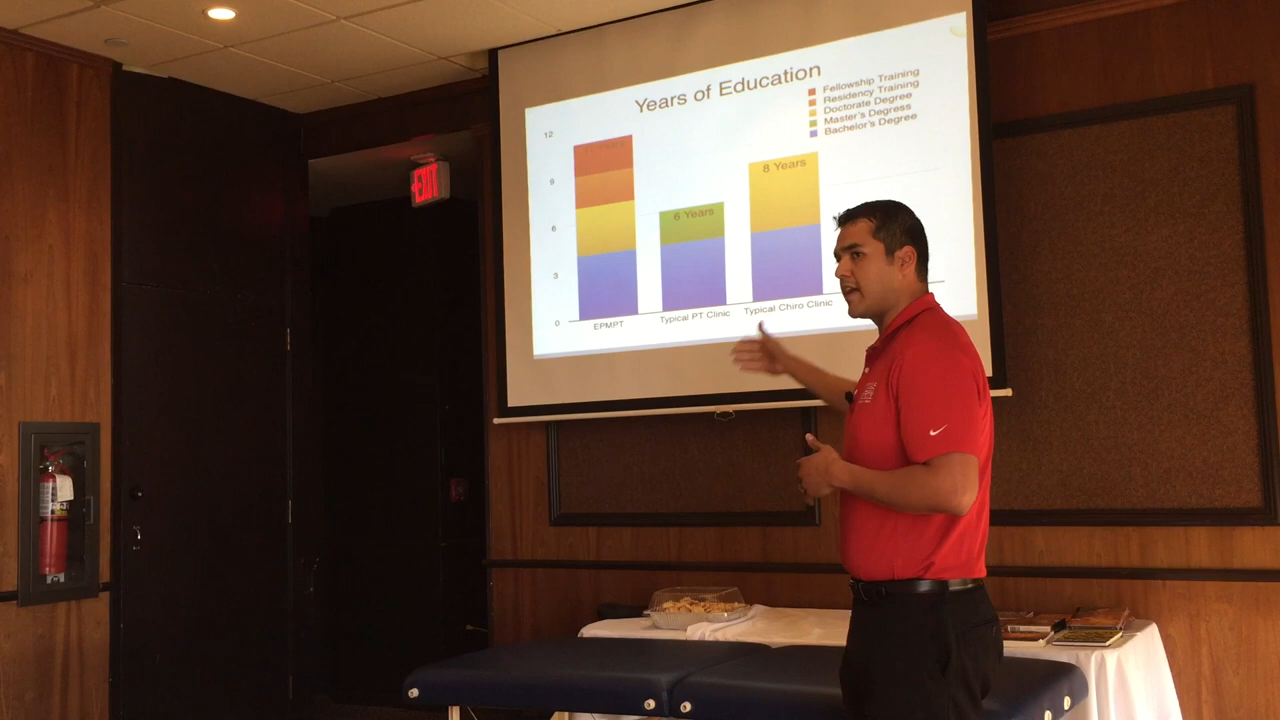 Years of Education
Fellowship Training
Residency Training
Doctorate Degree
Master's Degress
Bachelor's Degree
12
9
6
3
0
6 Years
8 Years
EPMPT
Typical PT Clinic
Typical Chiro Clinic
EXIT